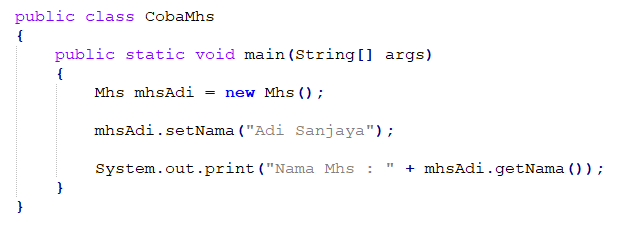 public class CobaMhs
{
    public static void main(String[] args)
    {
        Mhs mhsAdi = new Mhs();
        mhsAdi.setNama("Adi Sanjaya");
        System.out.print("Nama Mhs : " + mhsAdi.getNama());
    }
}